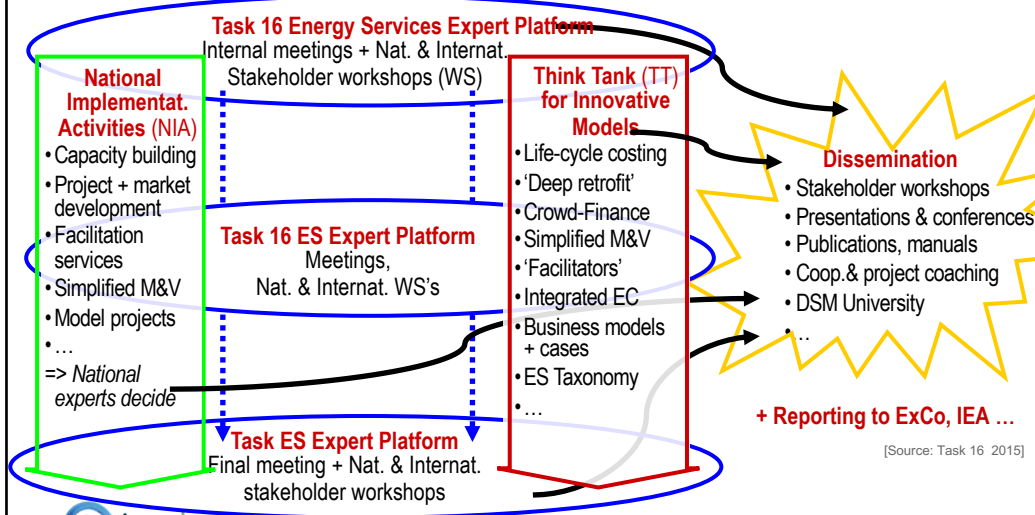 Task 16 Energy Services Expert Platform
Internal meetings + Nat. & Internat.
Stakeholder workshops (WS)
National
Implementat.
Activities (NIA)
• Capacity building
• Project + market
development
• Facilitation
services
• Simplified M&V
• Model projects
• …
=> National
experts decide
Task 16 ES Expert Platform
Meetings,
Nat. & Internat. WS's
Task ES Expert Platform
Final meeting + Nat. & Internat.
stakeholder workshops
Think Tank (TT)
for Innovative
Models
• Life-cycle costing
• 'Deep retrofit'
• Crowd-Finance
• Simplified M&V
• 'Facilitators'
• Integrated EC
• Business models
+ cases
• ES Taxonomy
• …
Dissemination
• Stakeholder workshops
• Presentations & conferences
• Publications, manuals
• Coop.& project coaching
• DSM University
• …
+ Reporting to ExCo, IEA …
[Source: Task 16 2015]